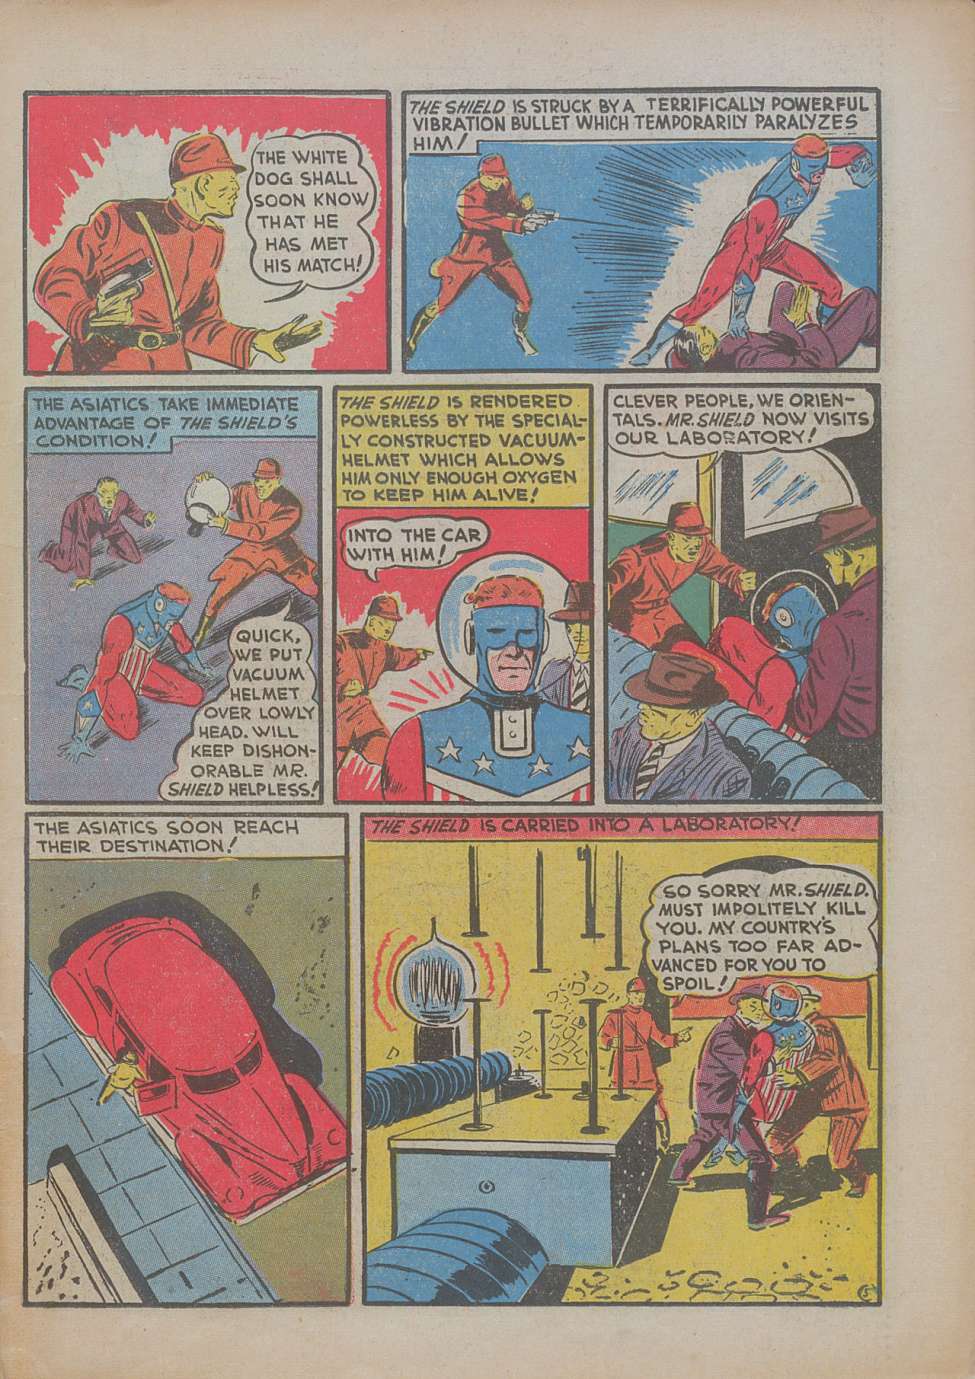 THE WHITE
DOG SHALL
SOON KNOW
THAT HE
HAS MET
HIS MATCH!
THE SHIELD IS STRUCK BY A TERRIFICALLY POWERFUL
VIBRATION BULLET WHICH TEMPORARILY PARALYZES
HIM!
THE ASIATICS TAKE IMMEDIATE
ADVANTAGE OF THE SHIELD'S
CONDITION!
QUICK,
WE PUT
VACUUM
HELMET
OVER LOWLY
HEAD. WILL
KEEP DISHON-
ORABLE MR.
SHIELD HELPLESS!
THE SHIELD IS RENDERED
POWERLESS BY THE SPECIAL-
LY CONSTRUCTED VACUUM-
HELMET WHICH ALLOWS
HIM ONLY ENOUGH OXYGEN
TO KEEP HIM ALIVE!
INTO THE CAR
WITH HIM!
CLEVER PEOPLE, WE ORIEN-
TALS. MR. SHIELD NOW VISITS
OUR LABORATORY!
THE ASIATICS SOON REACH
THEIR DESTINATION!
THE SHIELD IS CARRIED INTO A LABORATORY!
SO SORRY MR. SHIELD.
MUST IMPOLITELY KILL
YOU. MY COUNTRY'S
PLANS TOO FAR AD-
VANCED FOR YOU TO
SPOIL!
5